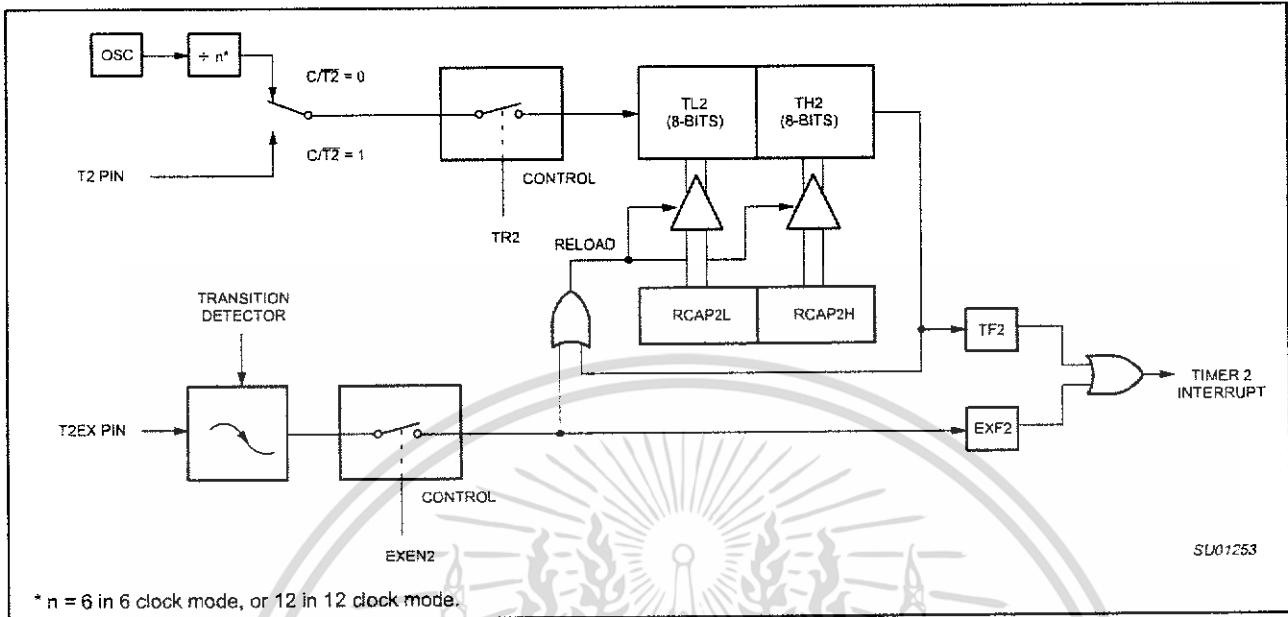 OSC
÷ n*
C/T2̅ = 0
C/T2̅ = 1
T2 PIN
CONTROL
TR2
TL2
(8-BITS)
TH2
(8-BITS)
RELOAD
RCAP2L
RCAP2H
TRANSITION
DETECTOR
T2EX PIN
CONTROL
EXEN2
TF2
EXF2
TIMER 2
INTERRUPT
SU01253
* n = 6 in 6 clock mode, or 12 in 12 clock mode.